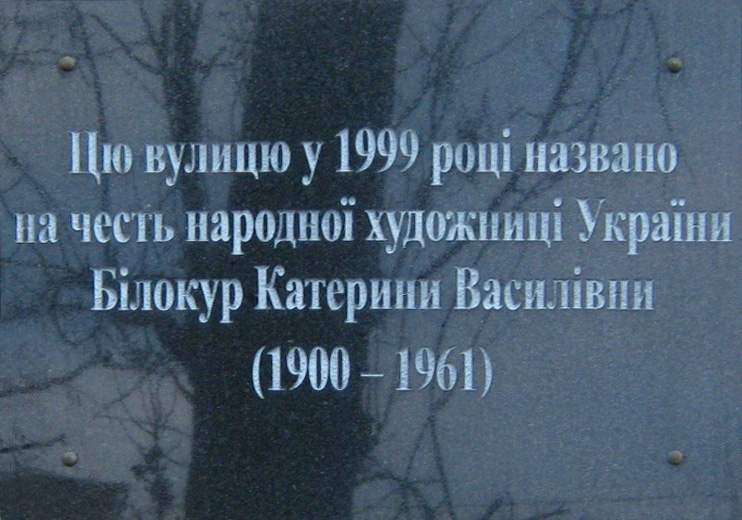 Цю вулицю у 1999 році названо
на честь народної художниці України
Білокур Катерини Василівни
(1900 – 1961)